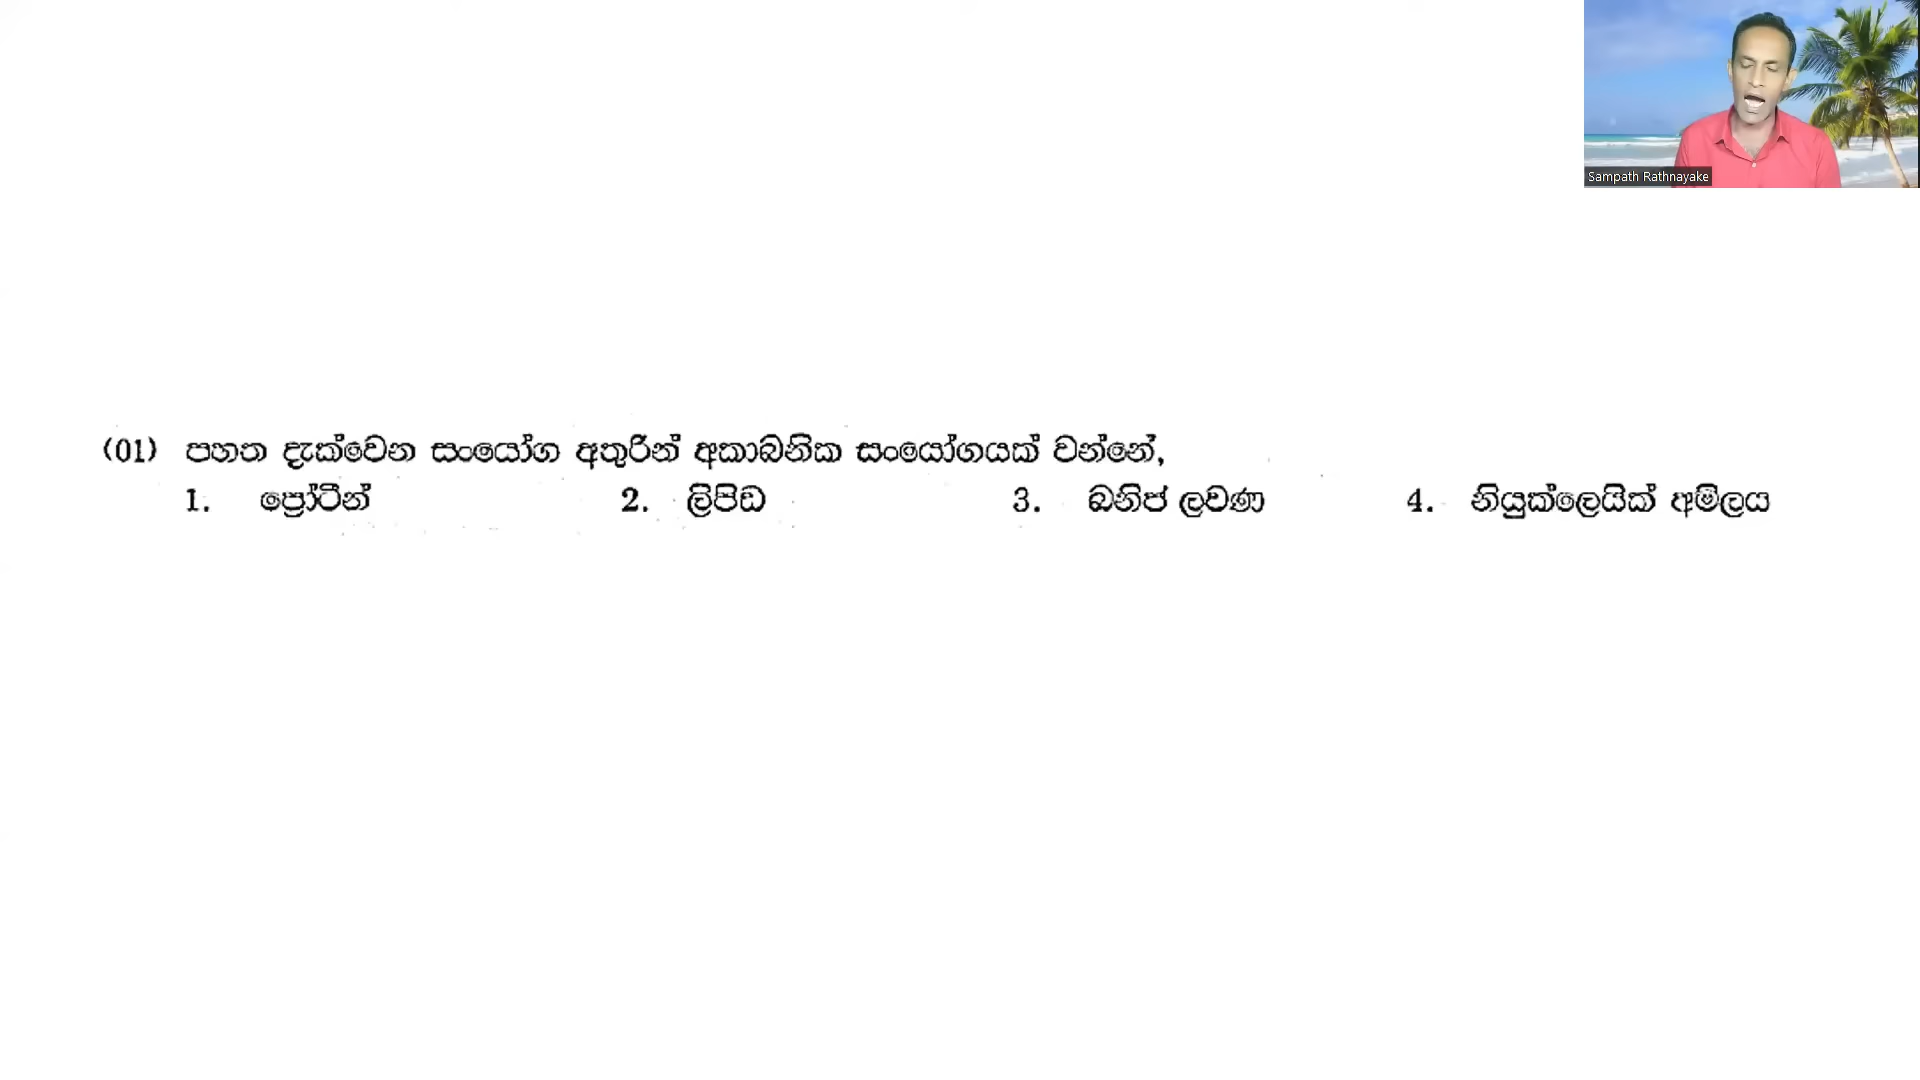 Sampath Rathnayake
(01) පහත දැක්වෙන සංයෝග අතුරින් අකාබනික සංයෝගයක් වන්නේ,
1. ප්‍රෝටීන් 2. ලිපිඩ 3. ඛනිජ ලවණ 4. නියුක්ලෙයික් අම්ලය